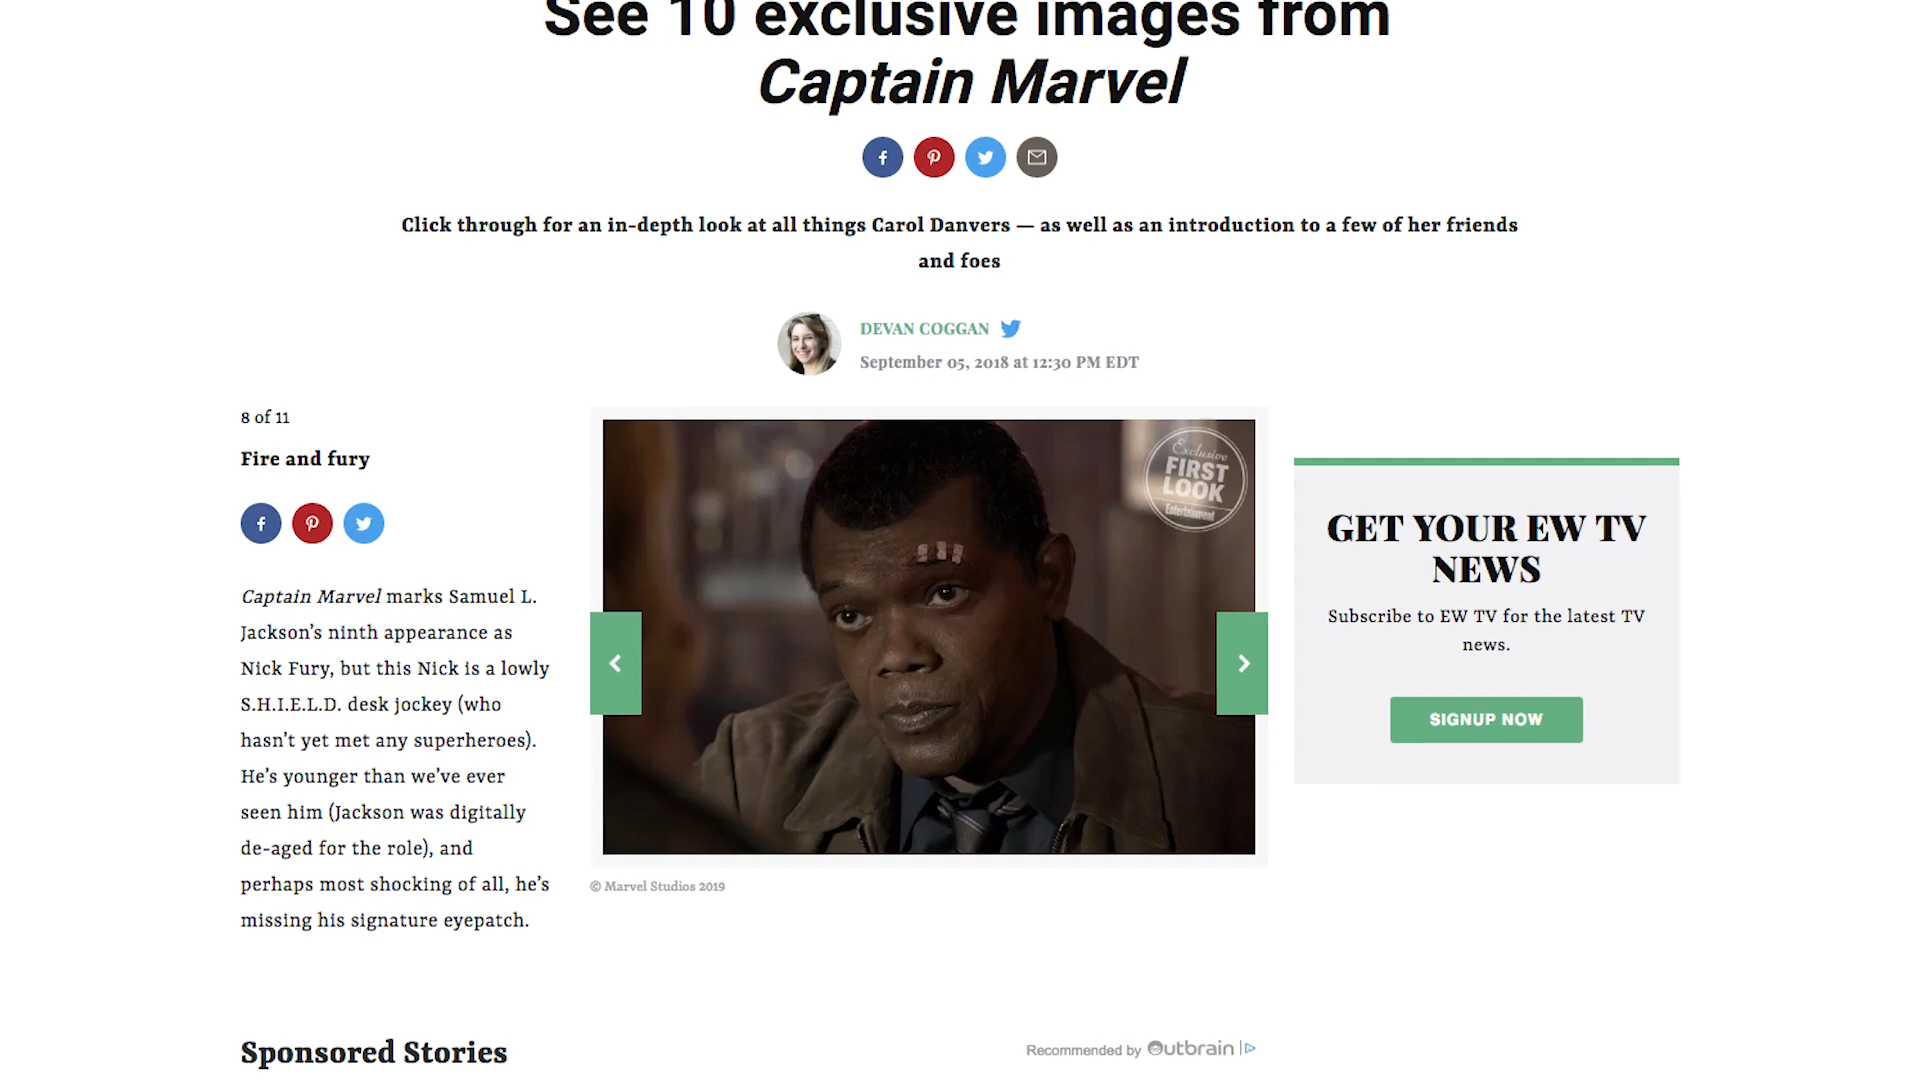 See 10 exclusive images from
Captain Marvel
Click through for an in-depth look at all things Carol Danvers — as well as an introduction to a few of her friends
and foes
DEVAN COGGAN
September 05, 2018 at 12:30 PM EDT
8 of 11
Fire and fury
Captain Marvel marks Samuel L.
Jackson’s ninth appearance as
Nick Fury, but this Nick is a lowly
S.H.I.E.L.D. desk jockey (who
hasn’t yet met any superheroes).
He’s younger than we’ve ever
seen him (Jackson was digitally
de-aged for the role), and
perhaps most shocking of all, he’s
missing his signature eyepatch.
Exclusive
FIRST
LOOK
Entertainment
© Marvel Studios 2019
GET YOUR EW TV
NEWS
Subscribe to EW TV for the latest TV
news.
SIGNUP NOW
Sponsored Stories
Recommended by Outbrain